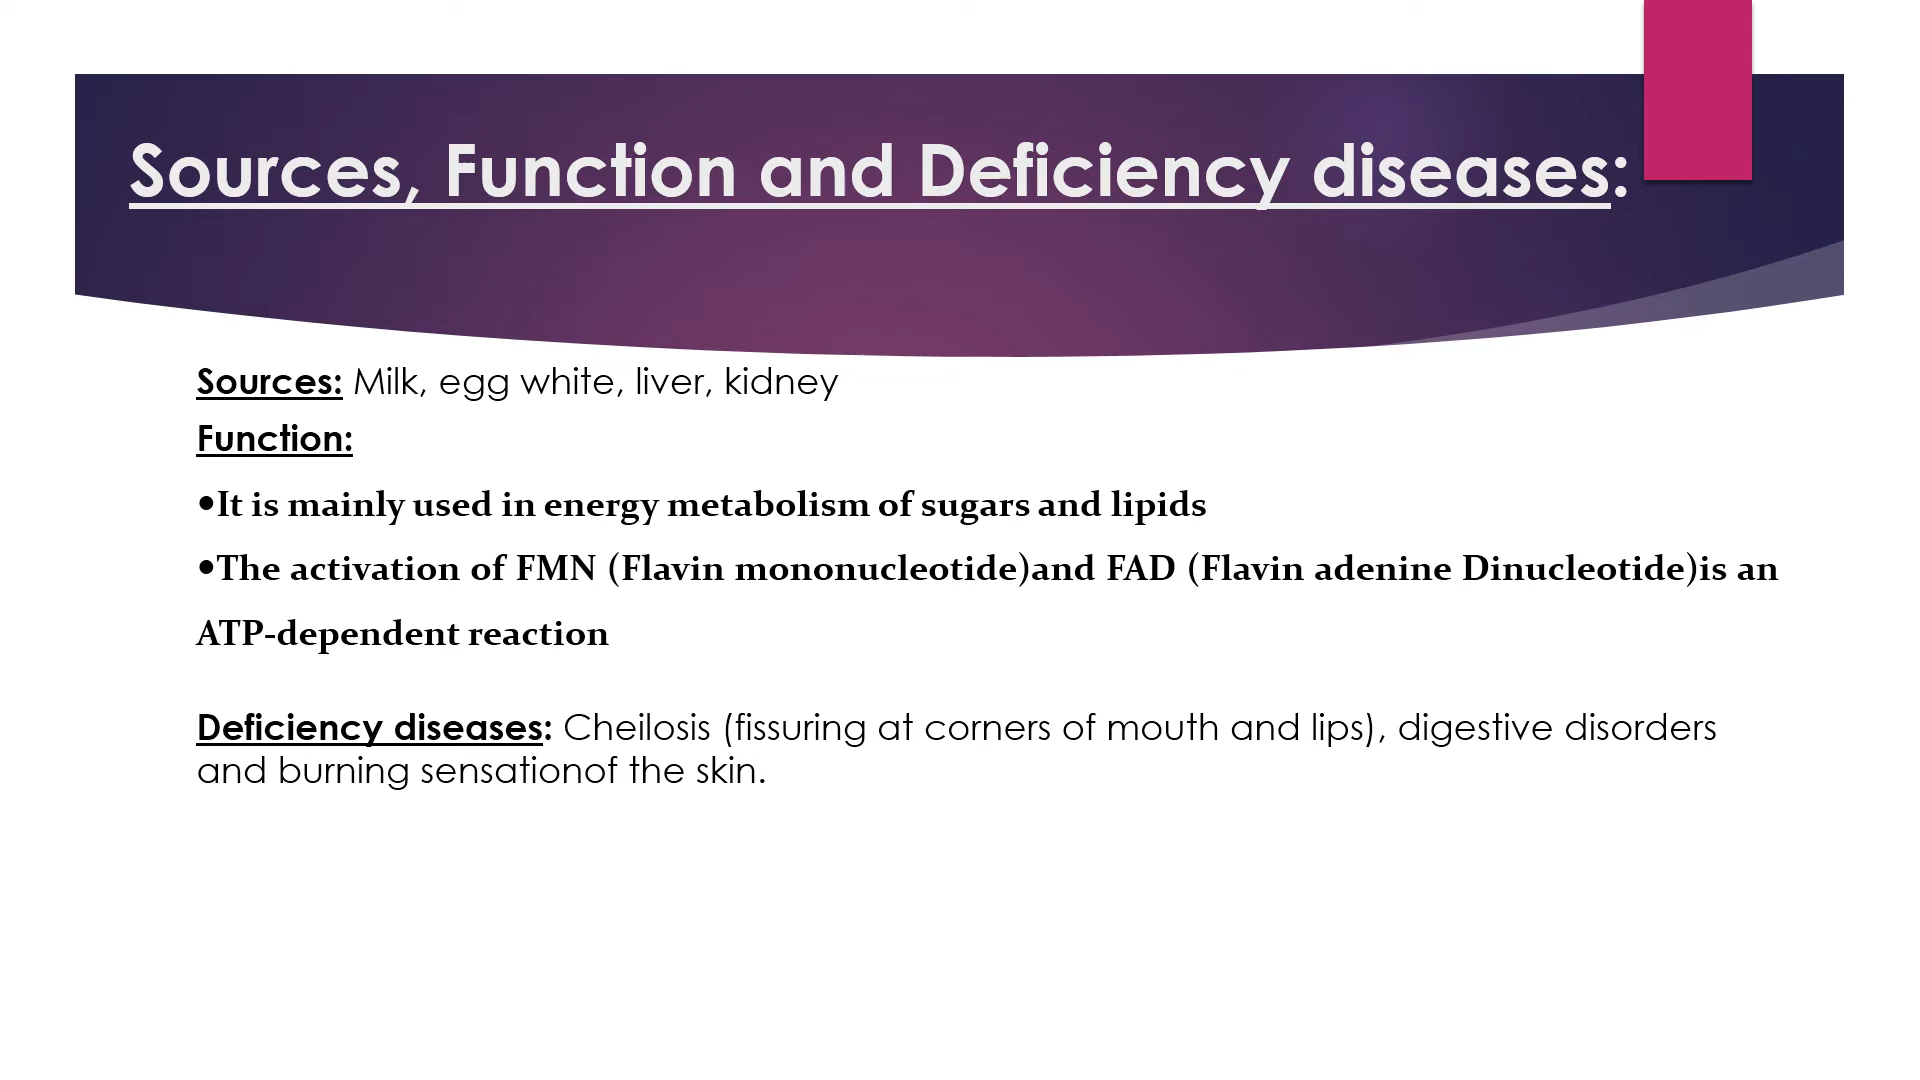 Sources, Function and Deficiency diseases:
Sources: Milk, egg white, liver, kidney
Function:
•It is mainly used in energy metabolism of sugars and lipids
•The activation of FMN (Flavin mononucleotide)and FAD (Flavin adenine Dinucleotide)is an
ATP-dependent reaction
Deficiency diseases: Cheilosis (fissuring at corners of mouth and lips), digestive disorders
and burning sensationof the skin.